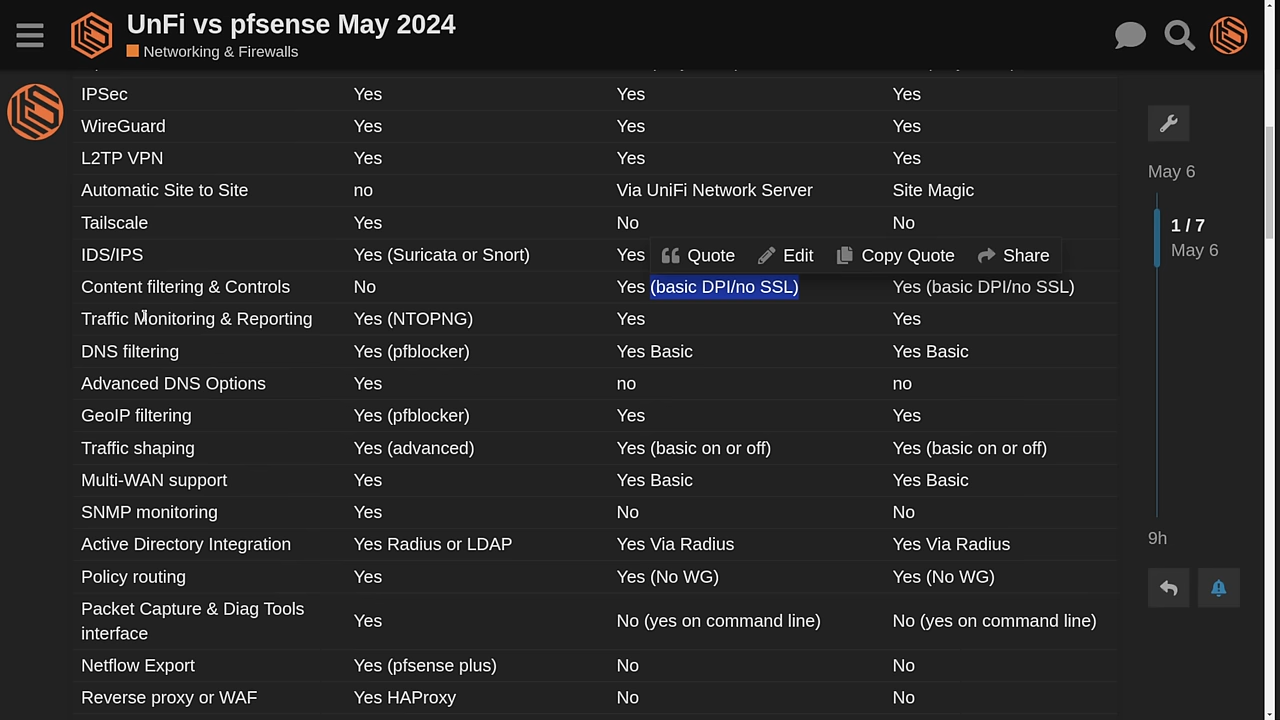 UnFi vs pfsense May 2024
Networking & Firewalls
IPSec Yes Yes Yes
WireGuard Yes Yes Yes
L2TP VPN Yes Yes Yes
Automatic Site to Site no Via UniFi Network Server Site Magic
Tailscale Yes No No
IDS/IPS Yes (Suricata or Snort) Yes
Quote Edit Copy Quote Share
Content filtering & Controls No Yes (basic DPI/no SSL) Yes (basic DPI/no SSL)
Traffic Monitoring & Reporting Yes (NTOPNG) Yes Yes
DNS filtering Yes (pfblocker) Yes Basic Yes Basic
Advanced DNS Options Yes no no
GeoIP filtering Yes (pfblocker) Yes Yes
Traffic shaping Yes (advanced) Yes (basic on or off) Yes (basic on or off)
Multi-WAN support Yes Yes Basic Yes Basic
SNMP monitoring Yes No No
Active Directory Integration Yes Radius or LDAP Yes Via Radius Yes Via Radius
Policy routing Yes Yes (No WG) Yes (No WG)
Packet Capture & Diag Tools
interface Yes No (yes on command line) No (yes on command line)
Netflow Export Yes (pfsense plus) No No
Reverse proxy or WAF Yes HAProxy No No
May 6
1 / 7
May 6
9h